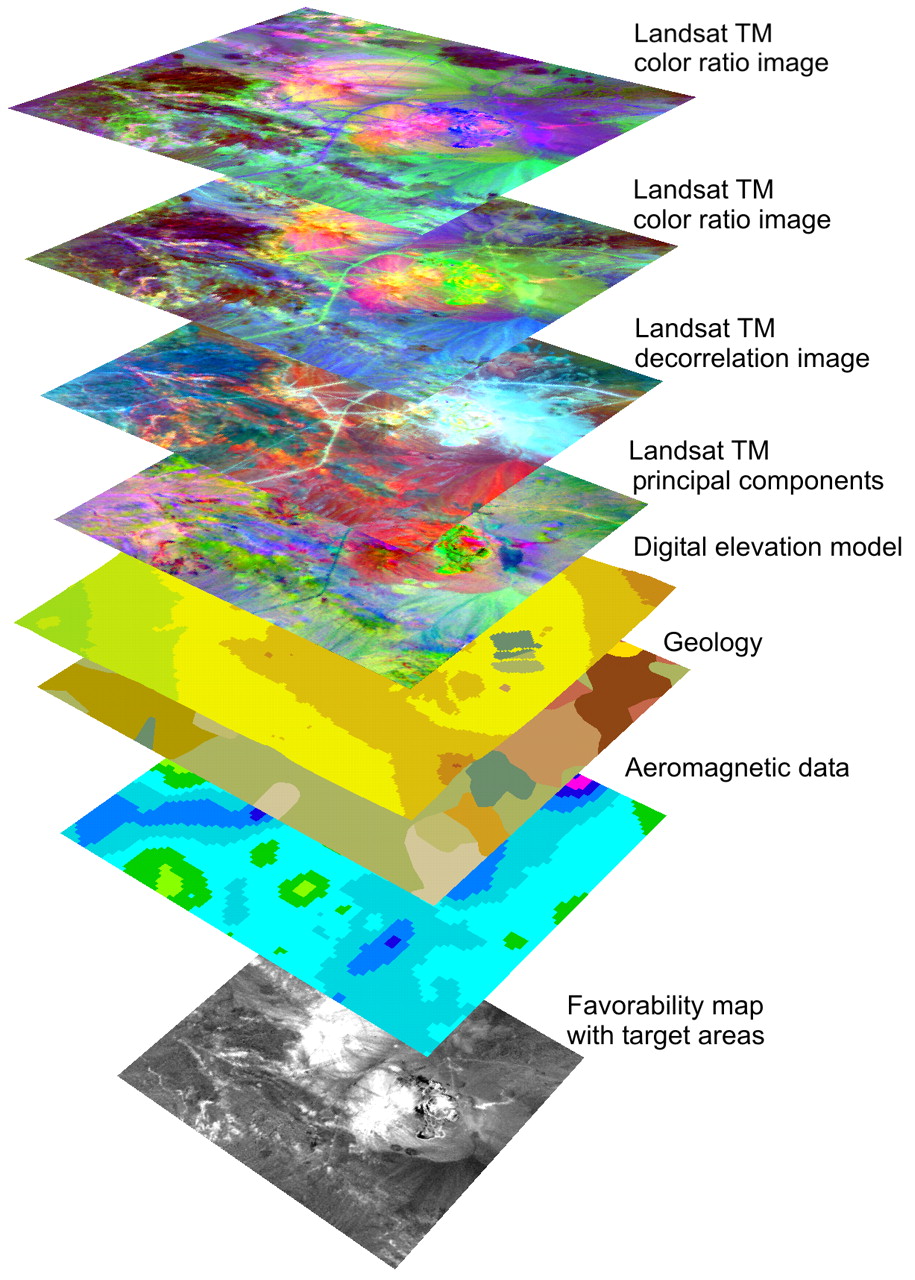 Landsat TM
color ratio image
Landsat TM
color ratio image
Landsat TM
decorrelation image
Landsat TM
principal components
Digital elevation model
Geology
Aeromagnetic data
Favorability map
with target areas